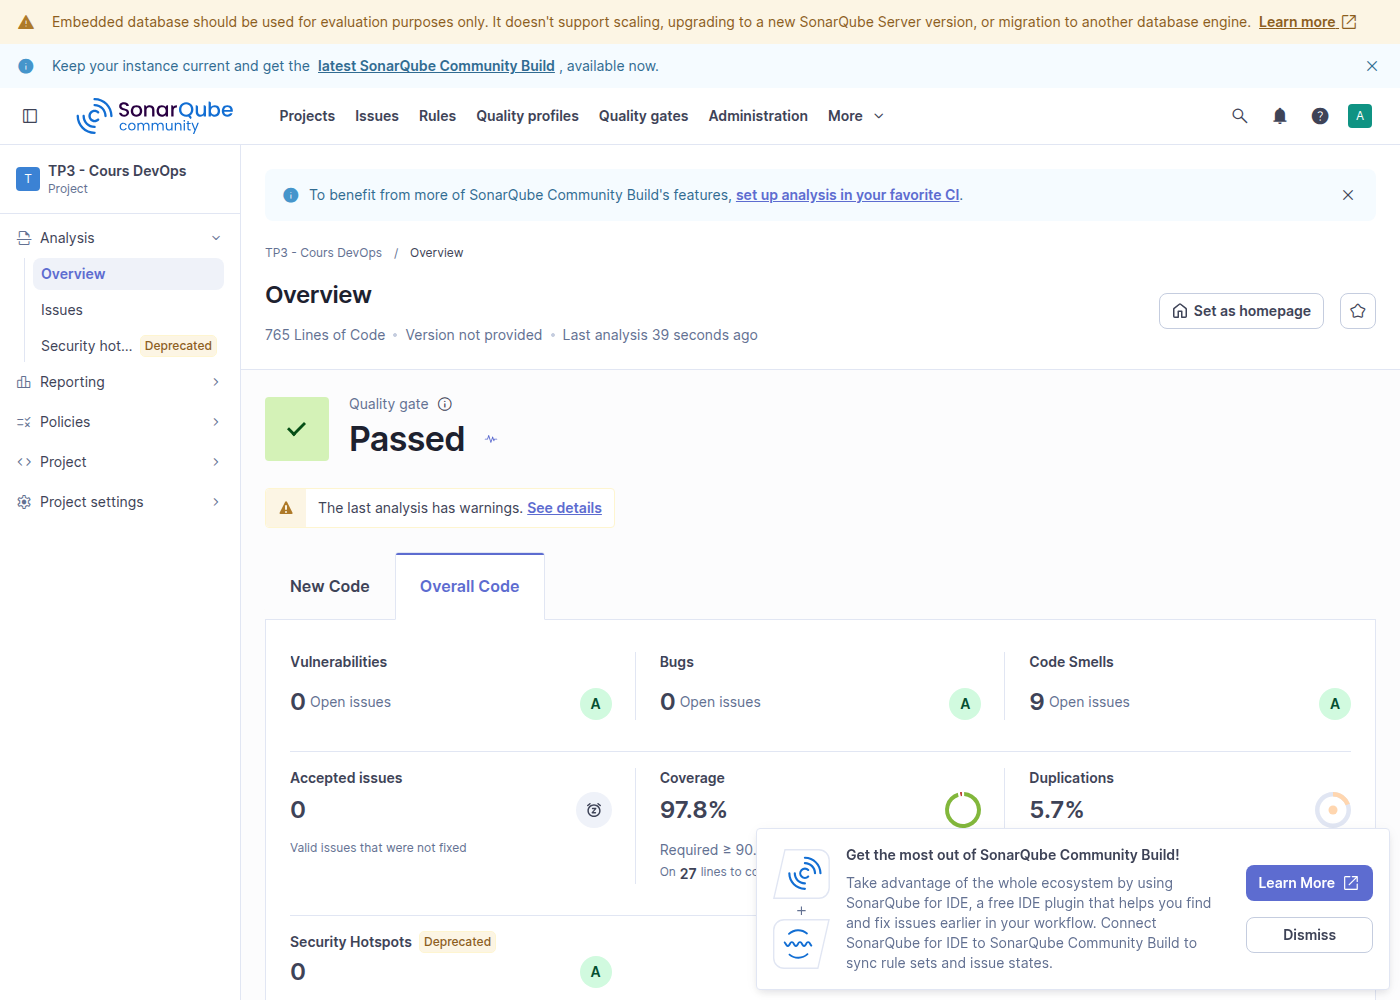 Embedded database should be used for evaluation purposes only. It doesn't support scaling, upgrading to a new SonarQube Server version, or migration to another database engine. Learn more
Keep your instance current and get the latest SonarQube Community Build , available now.
SonarQube community
Projects Issues Rules Quality profiles Quality gates Administration More
? A
T TP3 - Cours DevOps
Project
Analysis
Overview
Issues
Security hot... Deprecated
Reporting
Policies
Project
Project settings
To benefit from more of SonarQube Community Build's features, set up analysis in your favorite CI.
TP3 - Cours DevOps / Overview
Overview
Set as homepage
765 Lines of Code • Version not provided • Last analysis 39 seconds ago
Quality gate
Passed
The last analysis has warnings. See details
New Code Overall Code
Vulnerabilities
0 Open issues A
Bugs
0 Open issues A
Code Smells
9 Open issues A
Accepted issues
0
Valid issues that were not fixed
Coverage
97.8%
Required ≥ 90.
On 27 lines to co
Duplications
5.7%
Security Hotspots Deprecated
0 A
Get the most out of SonarQube Community Build!
Take advantage of the whole ecosystem by using
SonarQube for IDE, a free IDE plugin that helps you find
and fix issues earlier in your workflow. Connect
SonarQube for IDE to SonarQube Community Build to
sync rule sets and issue states.
Learn More
Dismiss